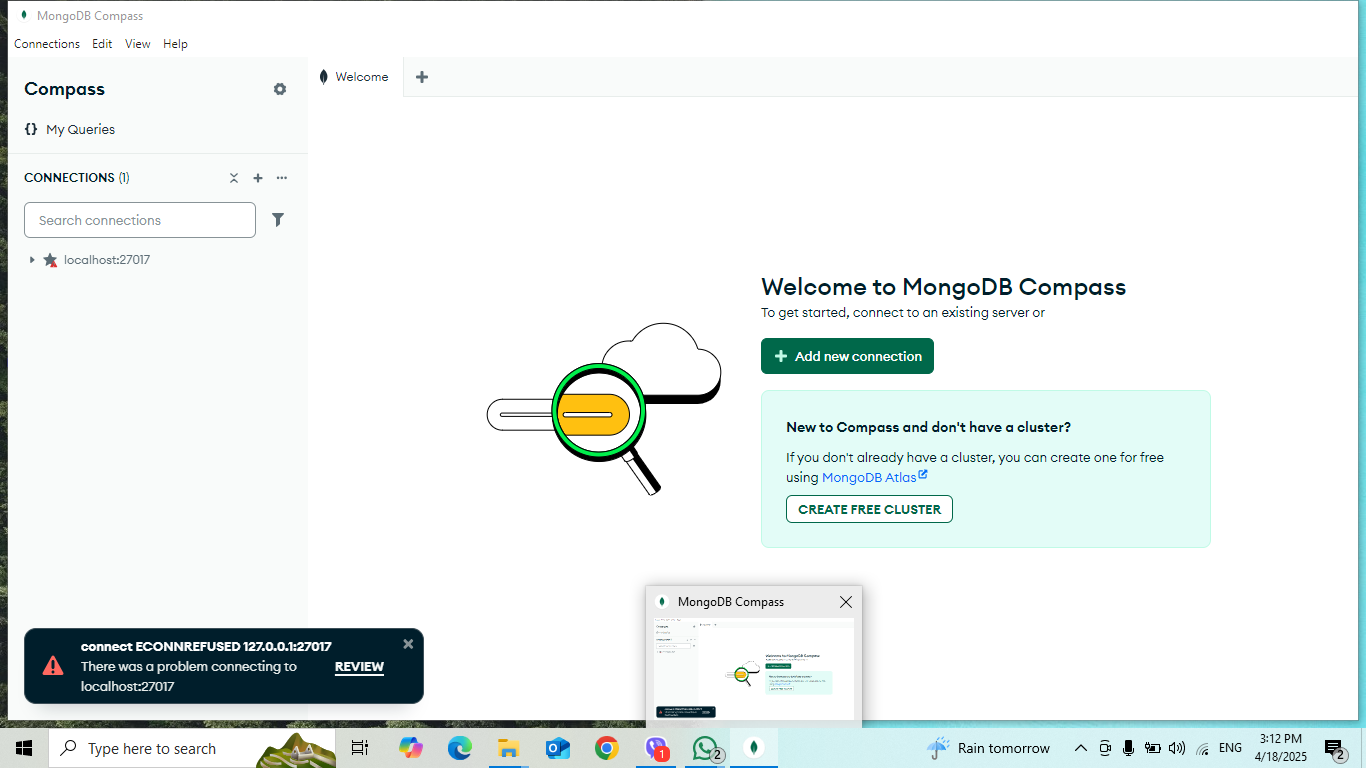 MongoDB Compass
Connections Edit View Help
Compass
Welcome
{} My Queries
CONNECTIONS (1)
Search connections
localhost:27017
Welcome to MongoDB Compass
To get started, connect to an existing server or
Add new connection
New to Compass and don't have a cluster?
If you don't already have a cluster, you can create one for free
using MongoDB Atlas
CREATE FREE CLUSTER
MongoDB Compass
connect ECONNREFUSED 127.0.0.1:27017
There was a problem connecting to
localhost:27017
REVIEW
Type here to search
1
2
Rain tomorrow
ENG
3:12 PM
4/18/2025
2